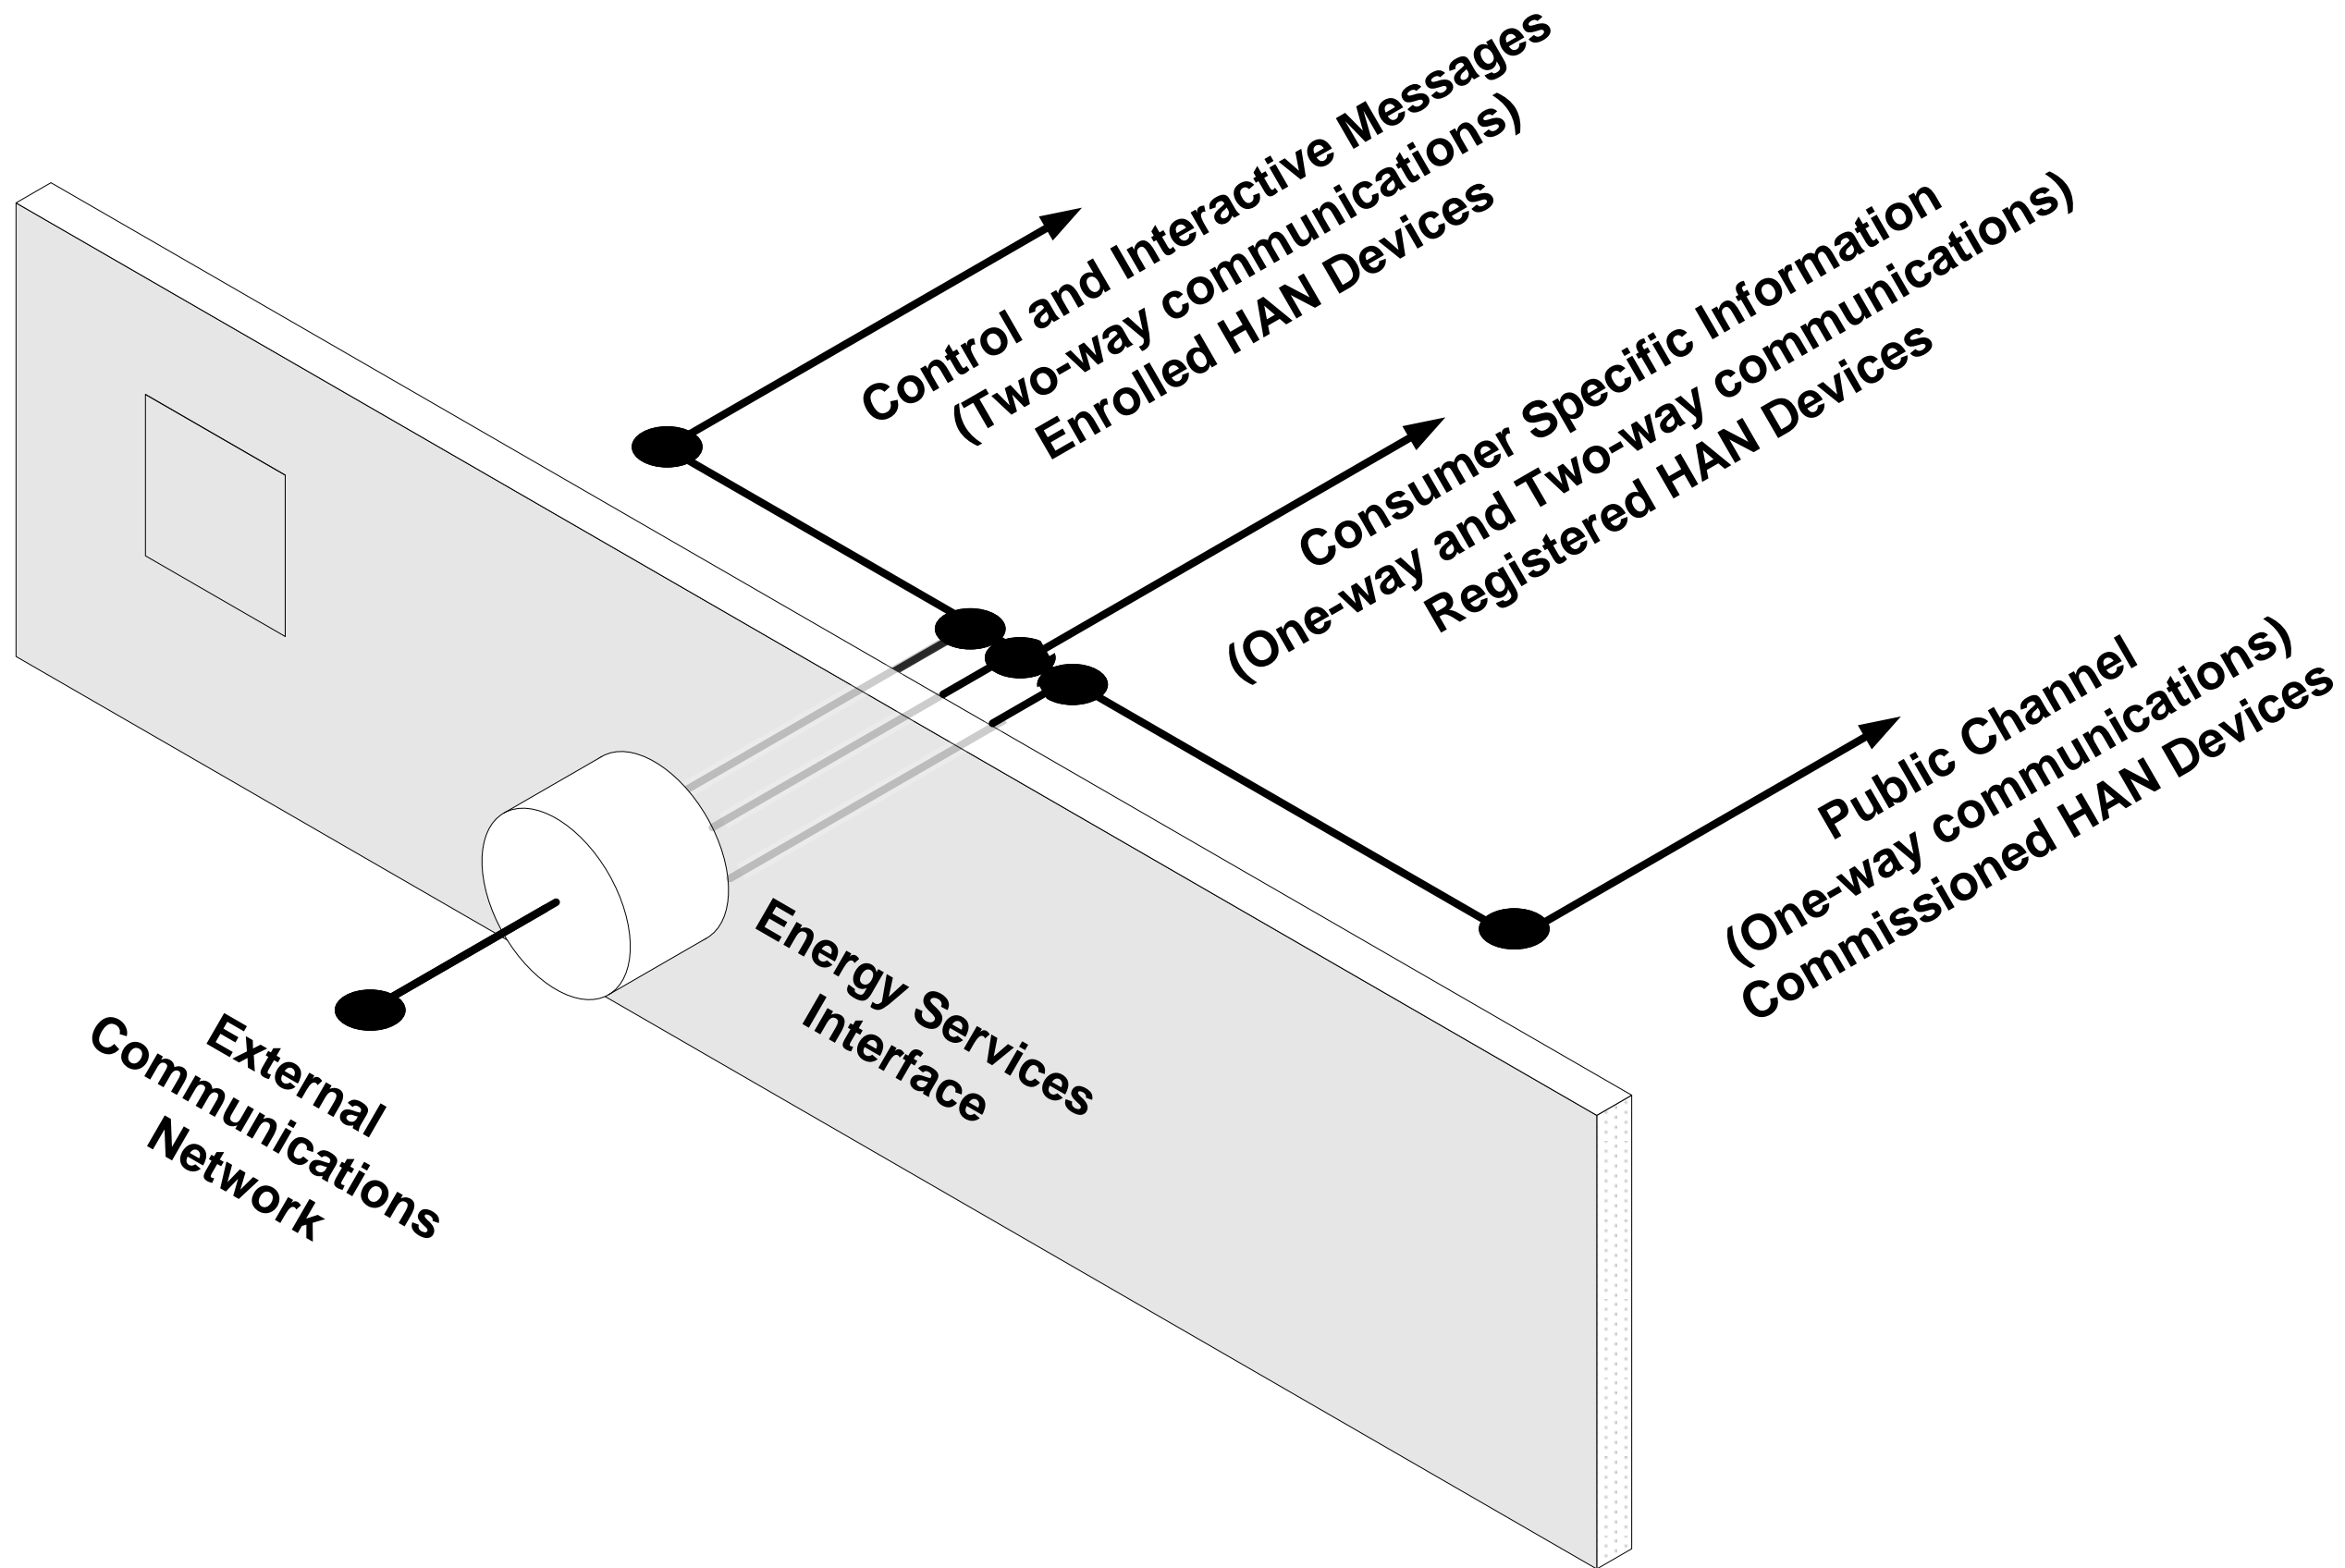 Control and Interactive Messages
(Two-way communications)
Enrolled HAN Devices
Consumer Specific Information
(One-way and Two-way communications)
Registered HAN Devices
Public Channel
(One-way communications)
Commissioned HAN Devices
Energy Services
Interface
External
Communications
Network